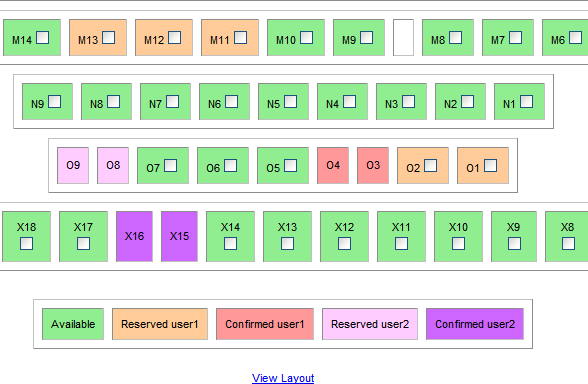 M14 M13 M12 M11 M10 M9 M8 M7 M6
N9 N8 N7 N6 N5 N4 N3 N2 N1
O9 O8 O7 O6 O5 O4 O3 O2 O1
X18 X17 X16 X15 X14 X13 X12 X11 X10 X9 X8
Available Reserved user1 Confirmed user1 Reserved user2 Confirmed user2
View Layout